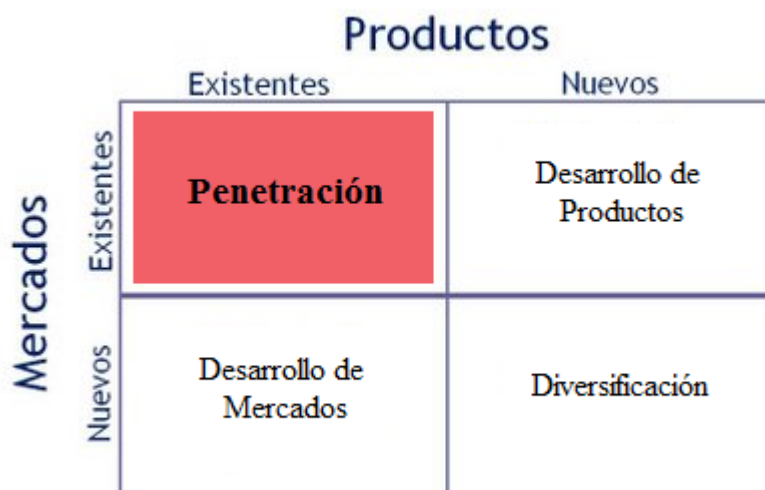 Productos
Existentes
Nuevos
Mercados
Existentes
Penetración
Desarrollo de
Productos
Nuevos
Desarrollo de
Mercados
Diversificación